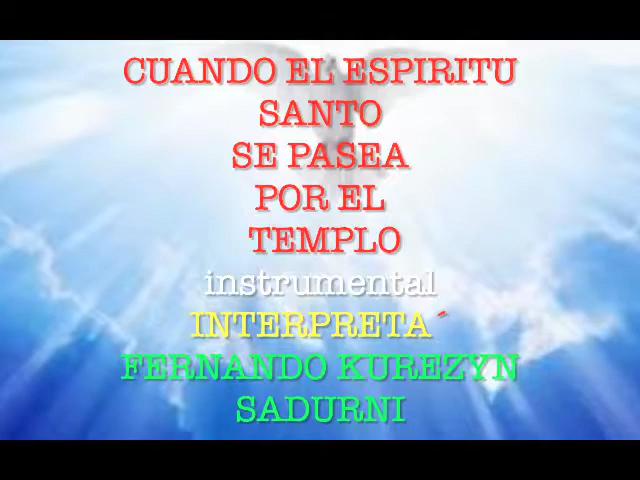 CUANDO EL ESPIRITU
SANTO
SE PASEA
POR EL
TEMPLO
instrumental
INTERPRETA´
FERNANDO KUREZYN
SADURNI